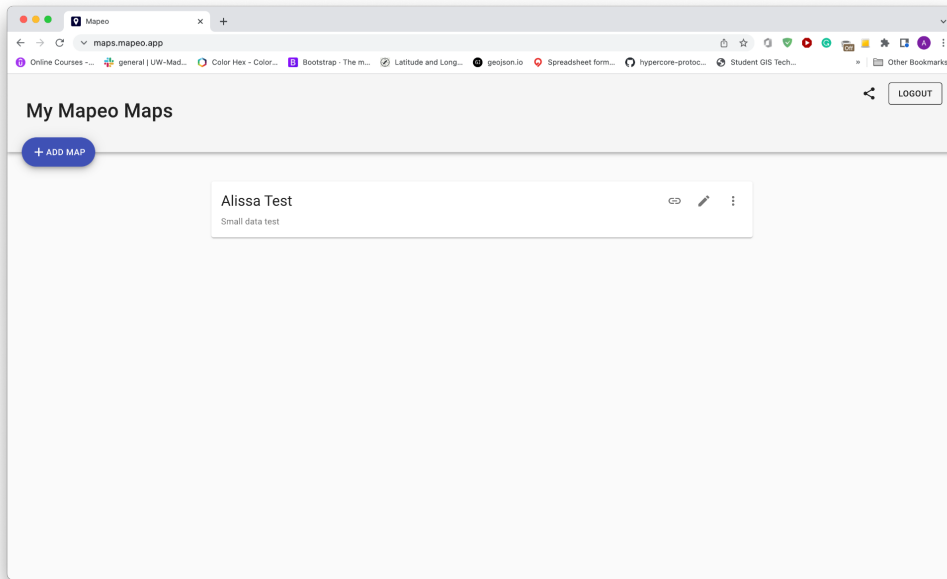 Mapeo
maps.mapeo.app
Off
A
Online Courses -... general | UW-Mad... Color Hex - Color... B Bootstrap · The m... Latitude and Long... geojson.io Spreadsheet form... hypercore-protoc... Student GIS Tech... » Other Bookmarks
My Mapeo Maps
LOGOUT
+ ADD MAP
Alissa Test
Small data test